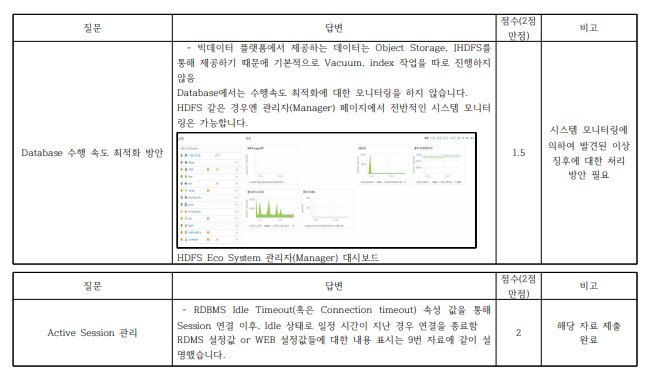 질문 답변 점수(2점 만점) 비고
Database 수행 속도 최적화 방안
- 빅데이터 플랫폼에서 제공하는 데이터는 Object Storage, JHDFS를
통해 제공하기 때문에 기본적으로 Vacuum, index 작업을 따로 진행하지
않음
Database에서는 수행속도 최적화에 대한 모니터링을 하지 않습니다.
HDFS 같은 경우엔 관리자(Manager) 페이지에서 전반적인 시스템 모니터
링은 가능합니다.
HDFS Eco System 관리자(Manager) 대시보드
1.5
시스템 모니터링에
의하여 발견된 이상
징후에 대한 처리
방안 필요
질문 답변 점수(2점 만점) 비고
Active Session 관리
- RDBMS Idle Timeout(혹은 Connection timeout) 속성 값을 통해
Session 연결 이후, Idle 상태로 일정 시간이 지난 경우 연결을 종료함
RDMS 설정값 or WEB 설정값들에 대한 내용 표시는 9번 자료에 같이 설
명했습니다.
2
해당 자료 제출
완료